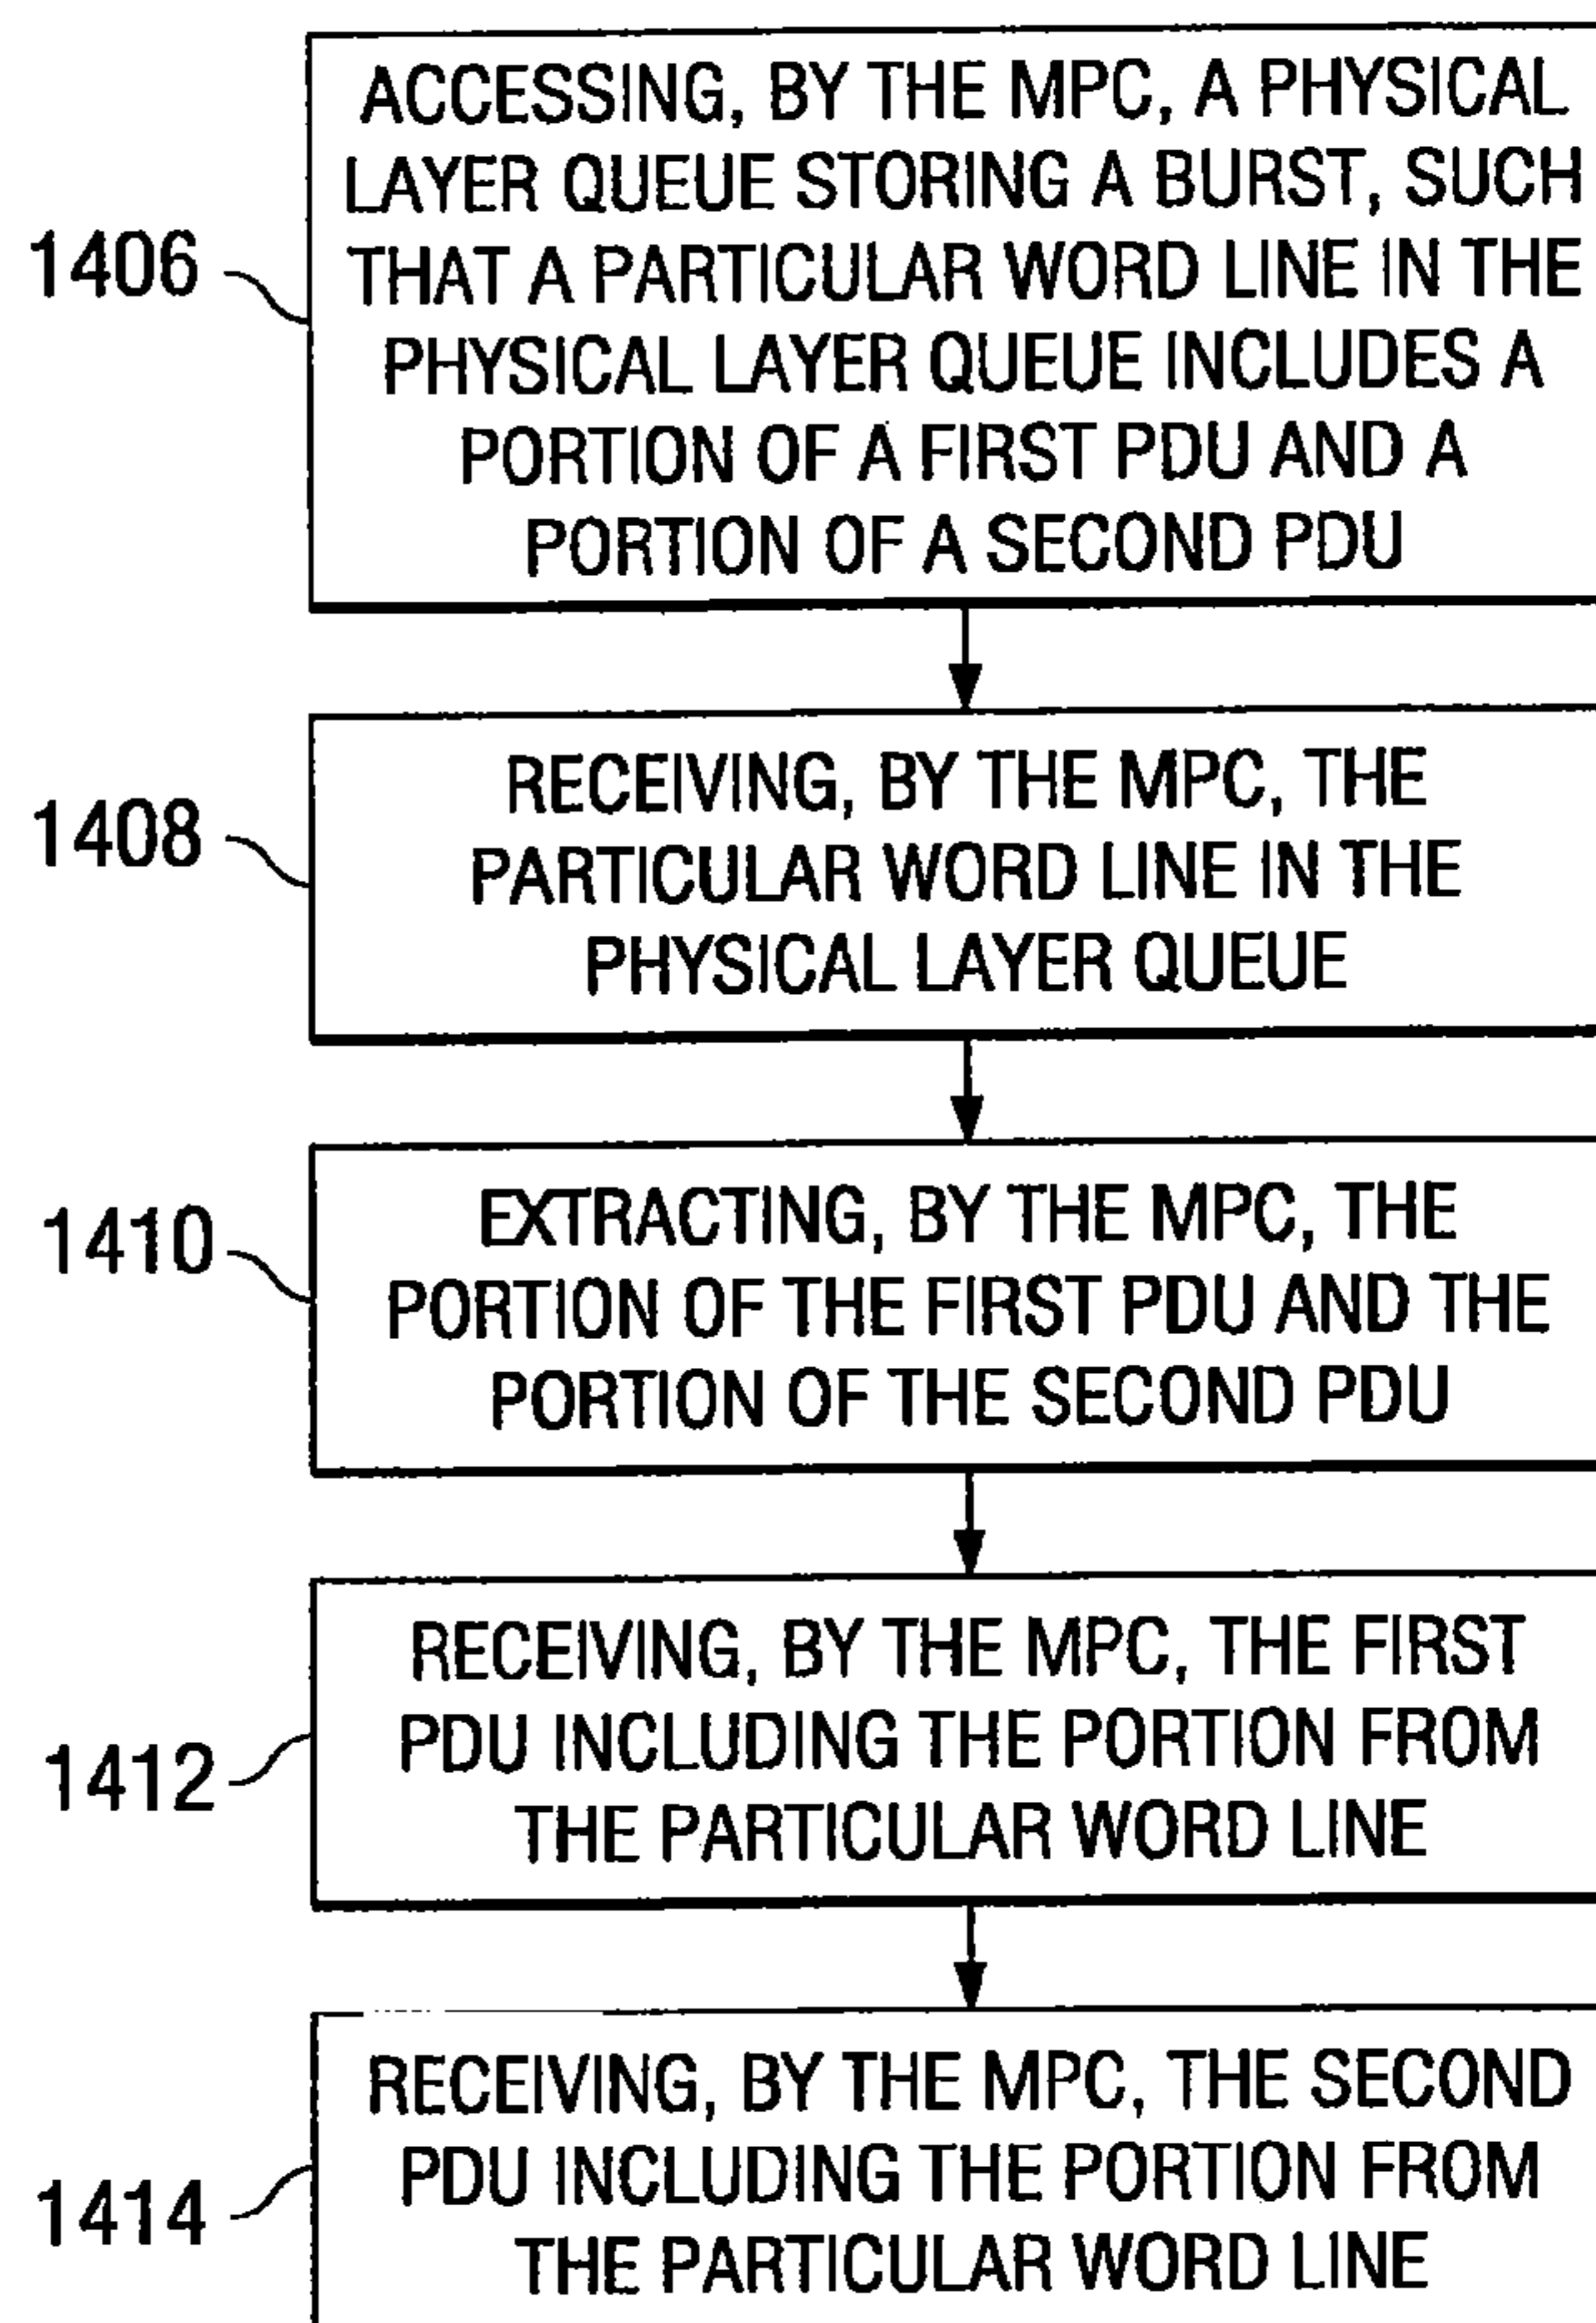 ACCESSING, BY THE MPC, A PHYSICAL
LAYER QUEUE STORING A BURST, SUCH
1406
THAT A PARTICULAR WORD LINE IN THE
PHYSICAL LAYER QUEUE INCLUDES A
PORTION OF A FIRST PDU AND A
PORTION OF A SECOND PDU
RECEIVING, BY THE MPC, THE
1408
PARTICULAR WORD LINE IN THE
PHYSICAL LAYER QUEUE
EXTRACTING, BY THE MPC, THE
1410
PORTION OF THE FIRST PDU AND THE
PORTION OF THE SECOND PDU
RECEIVING, BY THE MPC, THE FIRST
PDU INCLUDING THE PORTION FROM
1412
THE PARTICULAR WORD LINE
RECEIVING, BY THE MPC, THE SECOND
PDU INCLUDING THE PORTION FROM
1414
THE PARTICULAR WORD LINE